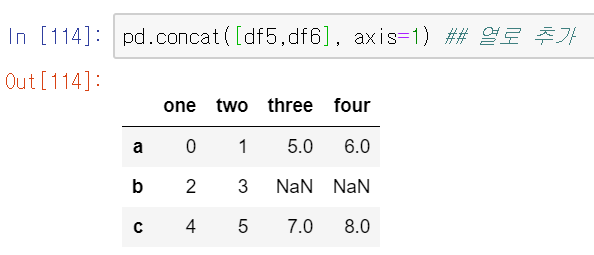 In [114]: pd.concat([df5,df6], axis=1) ## 열로 추가
Out[114]:
one two three four
a 0 1 5.0 6.0
b 2 3 NaN NaN
c 4 5 7.0 8.0